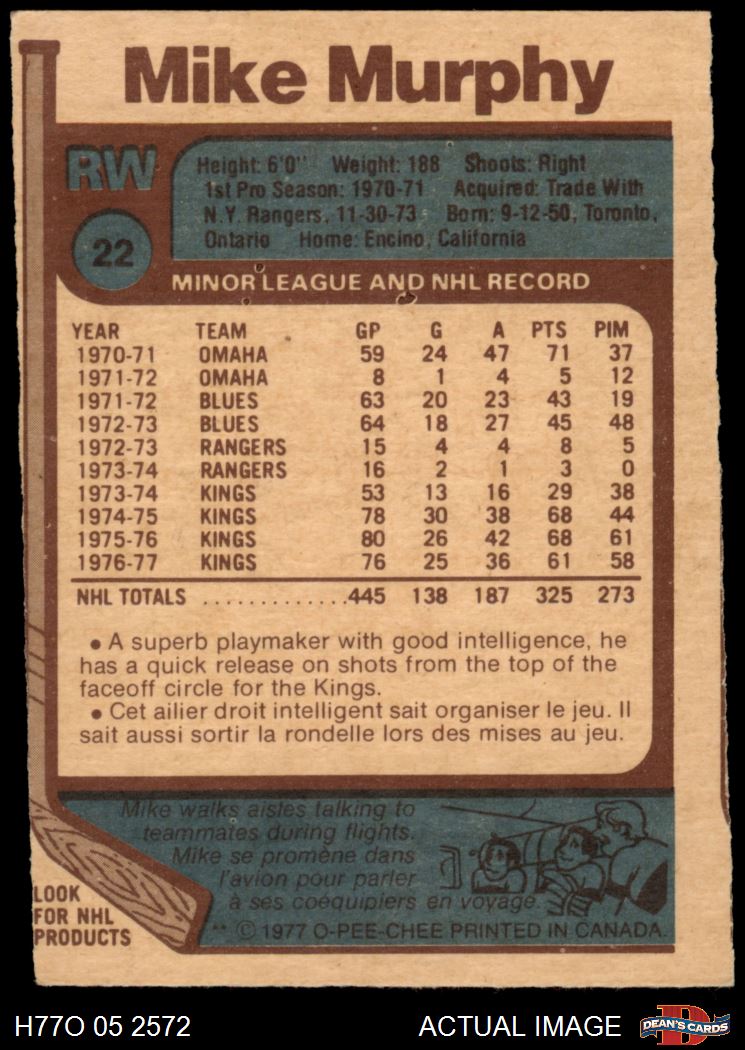 Mike Murphy
RW
22
Height: 6'0" Weight: 188 Shoots: Right
1st Pro Season: 1970-71 Acquired: Trade With
N.Y. Rangers, 11-30-73 Born: 9-12-50, Toronto,
Ontario Home: Encino, California
MINOR LEAGUE AND NHL RECORD
YEAR TEAM GP G A PTS PIM
1970-71 OMAHA 59 24 47 71 37
1971-72 OMAHA 8 1 4 5 12
1971-72 BLUES 63 20 23 43 19
1972-73 BLUES 64 18 27 45 48
1972-73 RANGERS 15 4 4 8 5
1973-74 RANGERS 16 2 1 3 0
1973-74 KINGS 53 13 16 29 38
1974-75 KINGS 78 30 38 68 44
1975-76 KINGS 80 26 42 68 61
1976-77 KINGS 76 25 36 61 58
NHL TOTALS .............445 138 187 325 273
• A superb playmaker with good intelligence, he
has a quick release on shots from the top of the
faceoff circle for the Kings.
• Cet ailier droit intelligent sait organiser le jeu. Il
sait aussi sortir la rondelle lors des mises au jeu.
Mike walks aisles talking to
teammates during flights.
Mike se promène dans
l'avion pour parler
à ses coéquipiers en voyage.
LOOK
FOR NHL
PRODUCTS
** © 1977 O-PEE-CHEE PRINTED IN CANADA.
H77O 05 2572 ACTUAL IMAGE D DEAN'S CARDS